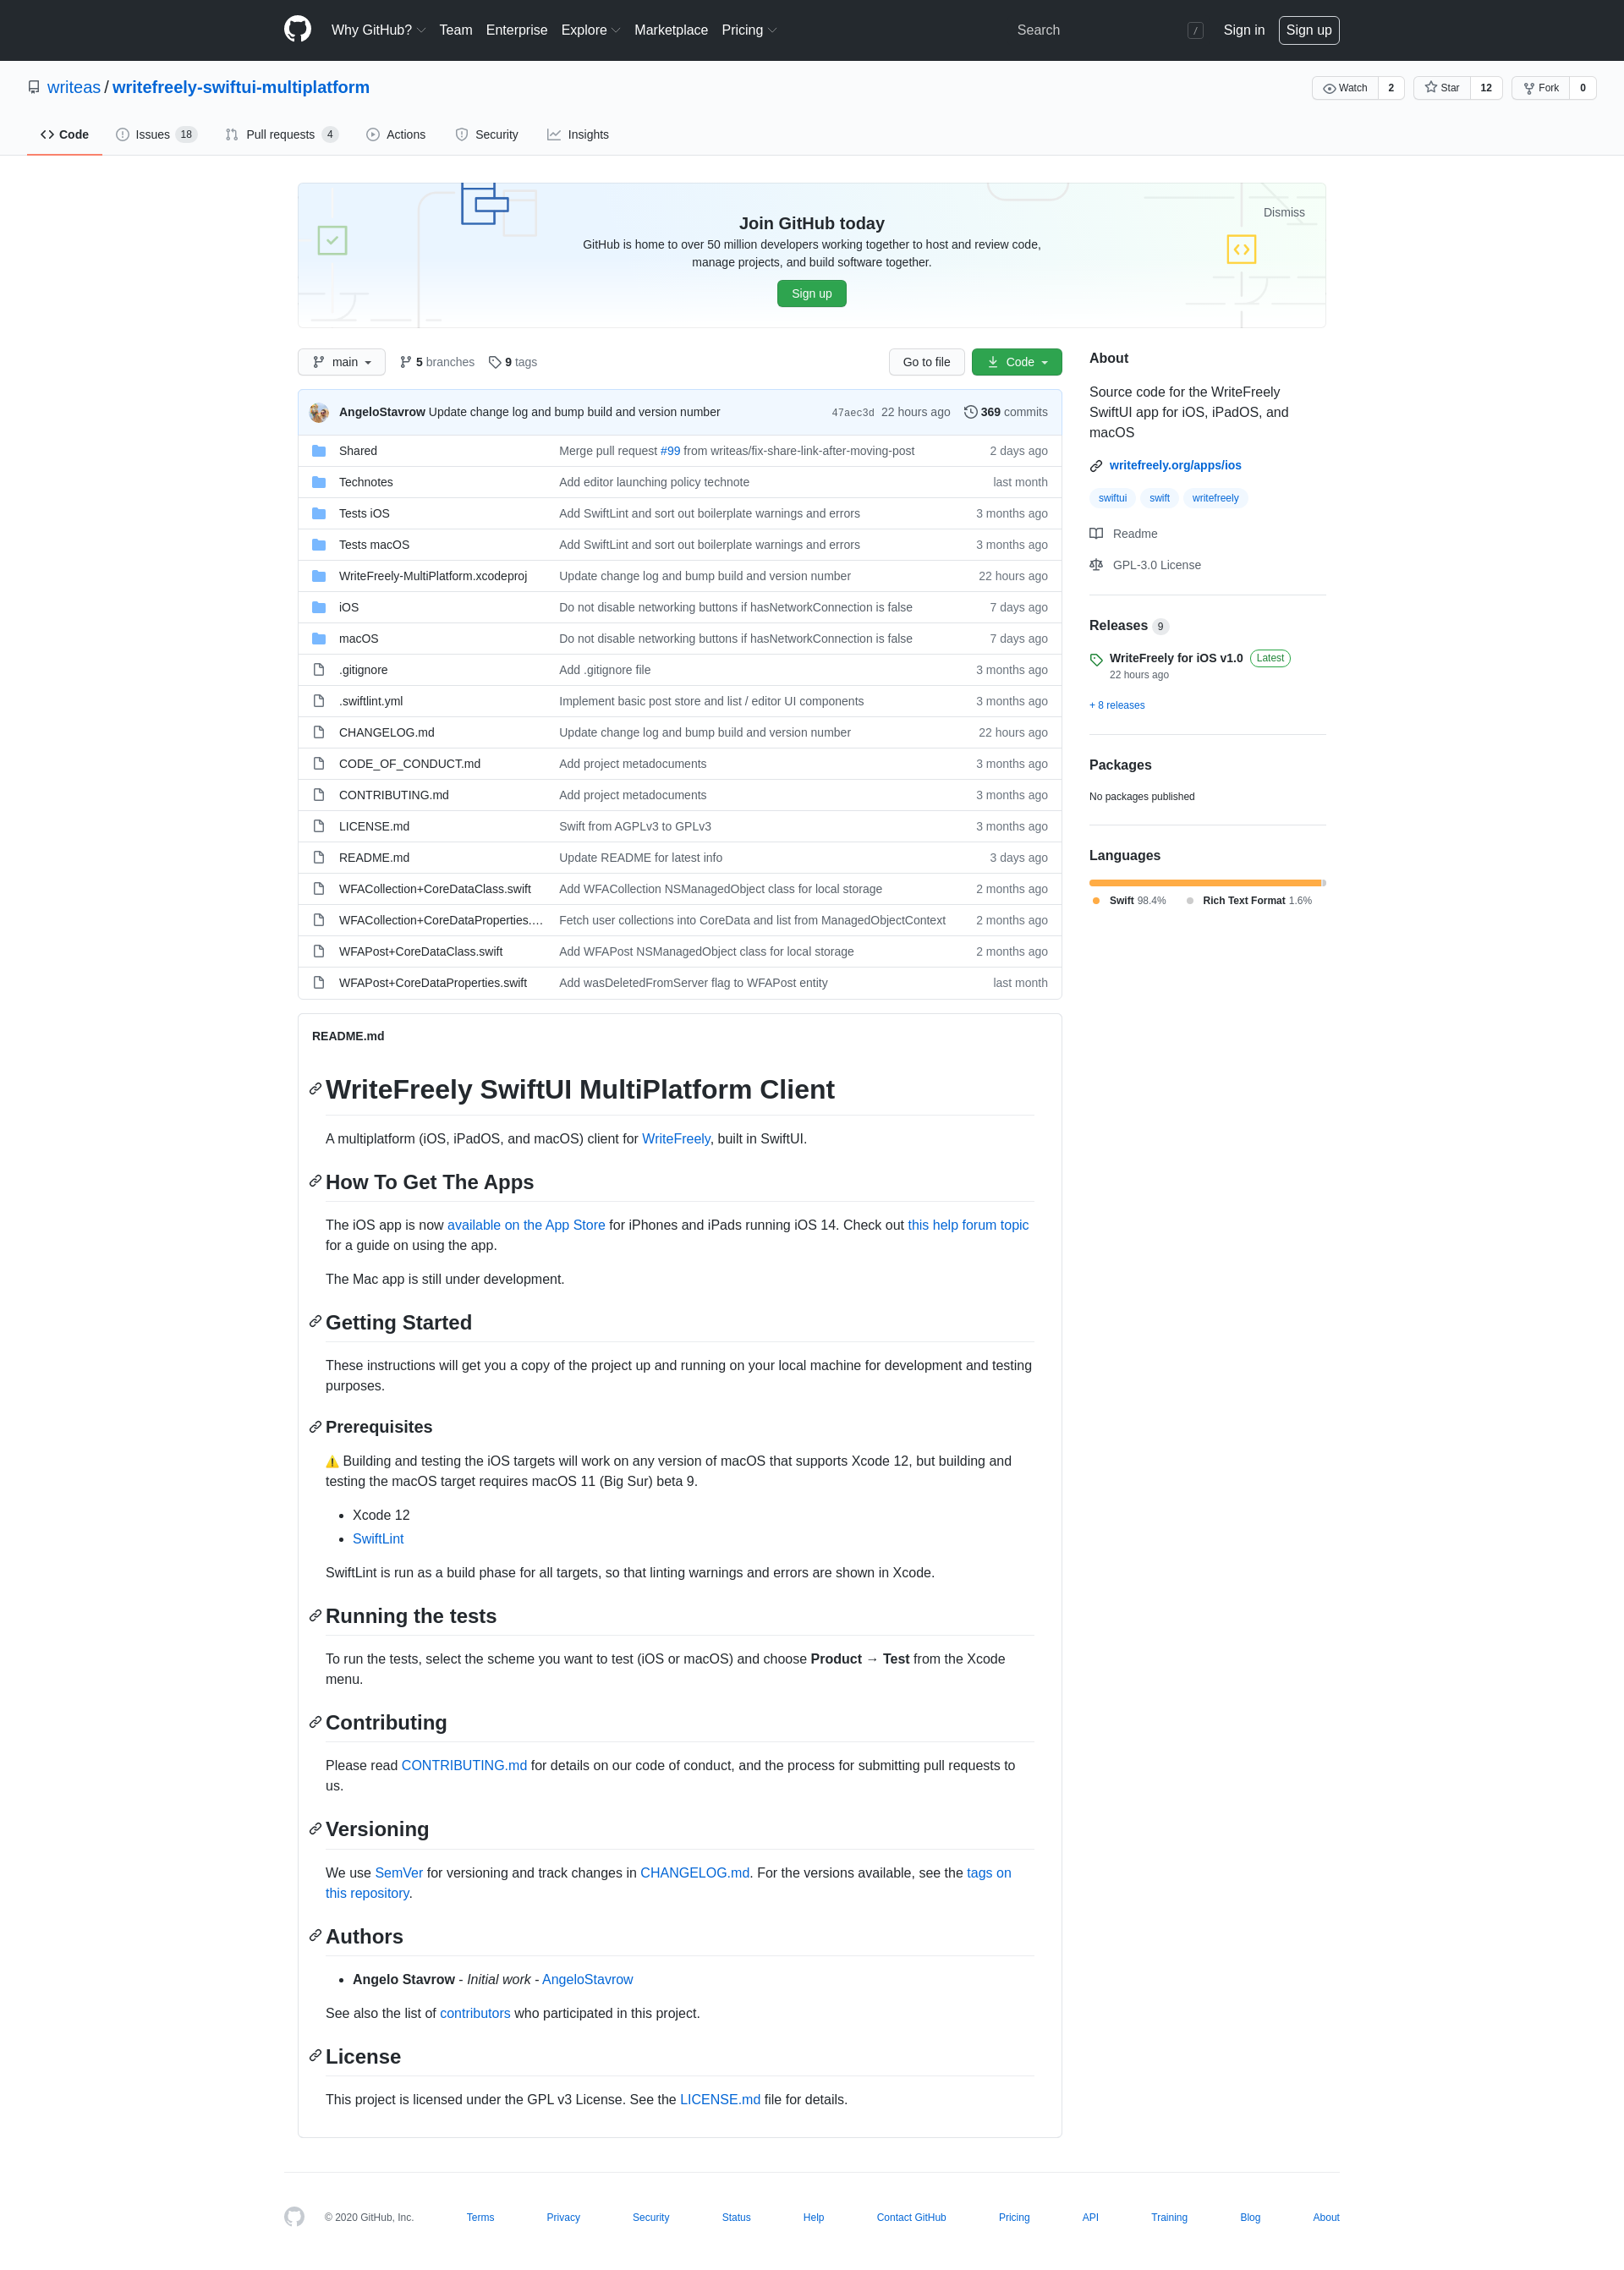 Why GitHub? Team Enterprise Explore Marketplace Pricing Search / Sign in Sign up
writeas / writefreely-swiftui-multiplatform Watch 2 Star 12 Fork 0
Code Issues 18 Pull requests 4 Actions Security Insights
Dismiss
Join GitHub today
GitHub is home to over 50 million developers working together to host and review code,
manage projects, and build software together.
Sign up
main 5 branches 9 tags Go to file Code
AngeloStavrow Update change log and bump build and version number 47aec3d 22 hours ago 369 commits
Shared Merge pull request #99 from writeas/fix-share-link-after-moving-post 2 days ago
Technotes Add editor launching policy technote last month
Tests iOS Add SwiftLint and sort out boilerplate warnings and errors 3 months ago
Tests macOS Add SwiftLint and sort out boilerplate warnings and errors 3 months ago
WriteFreely-MultiPlatform.xcodeproj Update change log and bump build and version number 22 hours ago
iOS Do not disable networking buttons if hasNetworkConnection is false 7 days ago
macOS Do not disable networking buttons if hasNetworkConnection is false 7 days ago
.gitignore Add .gitignore file 3 months ago
.swiftlint.yml Implement basic post store and list / editor UI components 3 months ago
CHANGELOG.md Update change log and bump build and version number 22 hours ago
CODE_OF_CONDUCT.md Add project metadocuments 3 months ago
CONTRIBUTING.md Add project metadocuments 3 months ago
LICENSE.md Swift from AGPLv3 to GPLv3 3 months ago
README.md Update README for latest info 3 days ago
WFACollection+CoreDataClass.swift Add WFACollection NSManagedObject class for local storage 2 months ago
WFACollection+CoreDataProperties.… Fetch user collections into CoreData and list from ManagedObjectContext 2 months ago
WFAPost+CoreDataClass.swift Add WFAPost NSManagedObject class for local storage 2 months ago
WFAPost+CoreDataProperties.swift Add wasDeletedFromServer flag to WFAPost entity last month
About
Source code for the WriteFreely
SwiftUI app for iOS, iPadOS, and
macOS
writefreely.org/apps/ios
swiftui swift writefreely
Readme
GPL-3.0 License
Releases 9
WriteFreely for iOS v1.0 Latest
22 hours ago
+ 8 releases
Packages
No packages published
Languages
Swift 98.4% Rich Text Format 1.6%
README.md
WriteFreely SwiftUI MultiPlatform Client
A multiplatform (iOS, iPadOS, and macOS) client for WriteFreely, built in SwiftUI.
How To Get The Apps
The iOS app is now available on the App Store for iPhones and iPads running iOS 14. Check out this help forum topic
for a guide on using the app.
The Mac app is still under development.
Getting Started
These instructions will get you a copy of the project up and running on your local machine for development and testing
purposes.
Prerequisites
⚠️ Building and testing the iOS targets will work on any version of macOS that supports Xcode 12, but building and
testing the macOS target requires macOS 11 (Big Sur) beta 9.
• Xcode 12
• SwiftLint
SwiftLint is run as a build phase for all targets, so that linting warnings and errors are shown in Xcode.
Running the tests
To run the tests, select the scheme you want to test (iOS or macOS) and choose Product → Test from the Xcode
menu.
Contributing
Please read CONTRIBUTING.md for details on our code of conduct, and the process for submitting pull requests to
us.
Versioning
We use SemVer for versioning and track changes in CHANGELOG.md. For the versions available, see the tags on
this repository.
Authors
• Angelo Stavrow - Initial work - AngeloStavrow
See also the list of contributors who participated in this project.
License
This project is licensed under the GPL v3 License. See the LICENSE.md file for details.
© 2020 GitHub, Inc. Terms Privacy Security Status Help Contact GitHub Pricing API Training Blog About